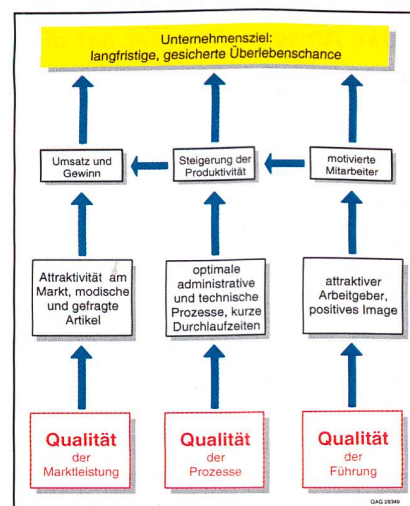 Unternehmensziel:
langfristige, gesicherte Überlebenschance
Umsatz und
Gewinn
Steigerung der
Produktivität
motivierte
Mitarbeiter
Attraktivität am
Markt, modische
und gefragte
Artikel
optimale
administrative
und technische
Prozesse, kurze
Durchlaufzeiten
attraktiver
Arbeitgeber,
positives Image
Qualität
der
Marktleistung
Qualität
der
Prozesse
Qualität
der
Führung
QAG 29349